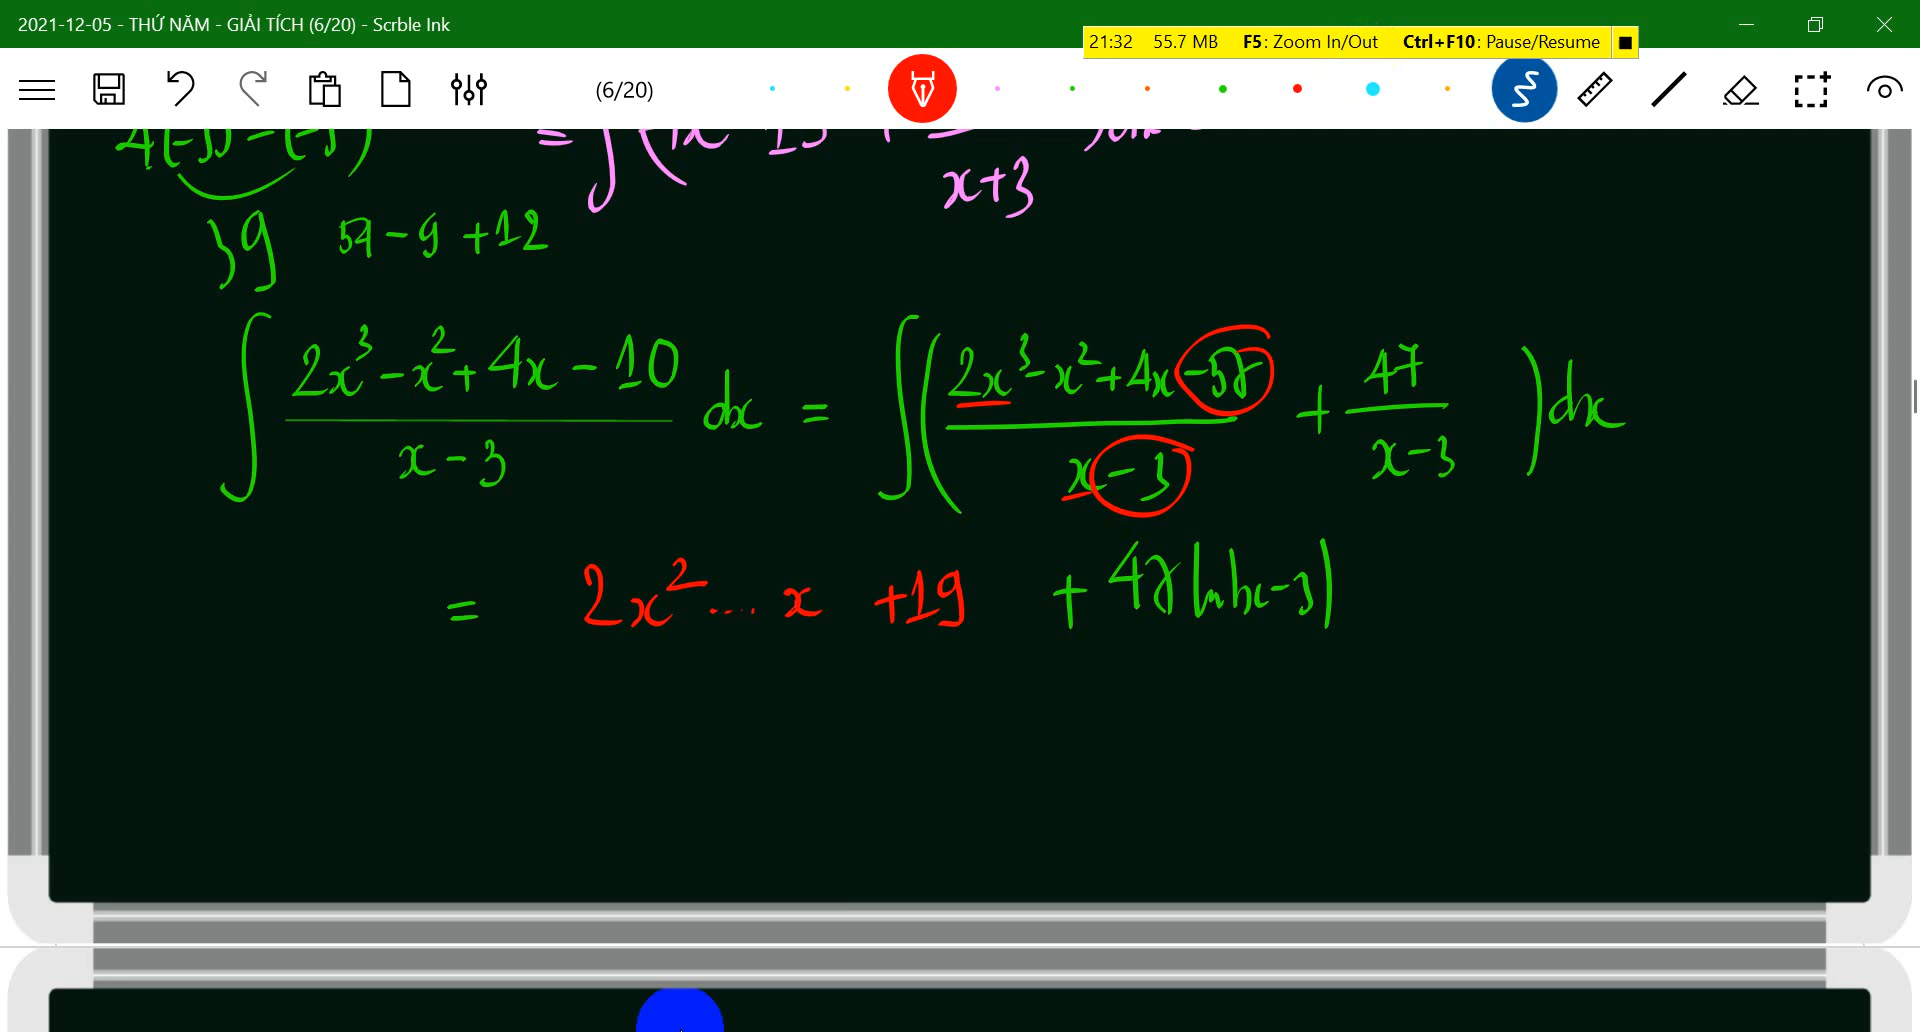 2021-12-05 - THỨ NĂM - GIẢI TÍCH (6/20) - Scrble Ink
21:32 55.7 MB F5: Zoom In/Out Ctrl+F10: Pause/Resume
(6/20)
x+3
39 57 - 9 + 12
∫ (2x³ - x² + 4x - 10)/(x - 3) dx = ∫ ( (2x³ - x² + 4x - 57)/(x - 3) + 47/(x - 3) ) dx
= 2x² ... x + 19 + 47 ln|x - 3|